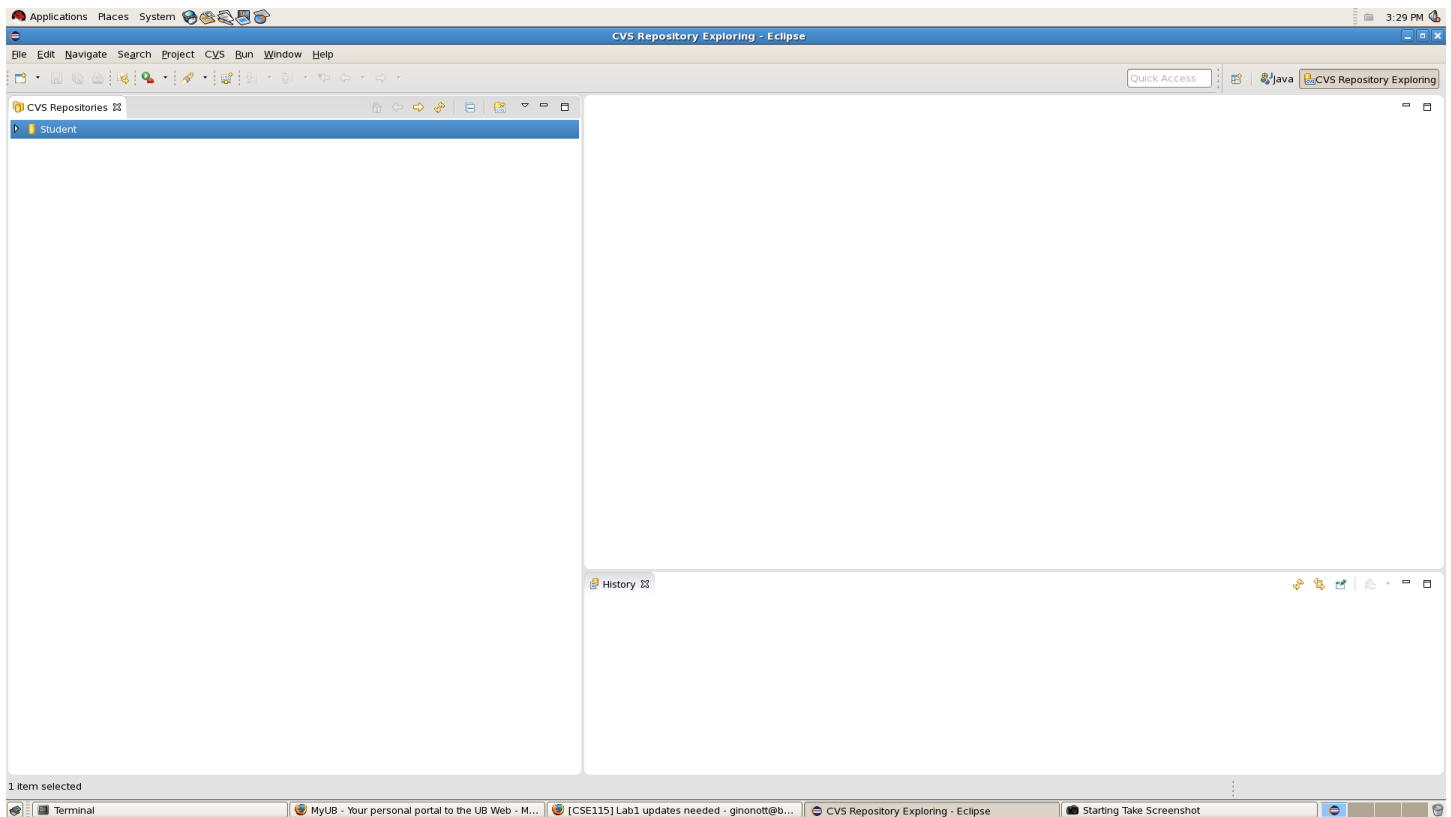 Applications Places System 3:29 PM
CVS Repository Exploring - Eclipse
File Edit Navigate Search Project CVS Run Window Help
Quick Access Java CVS Repository Exploring
CVS Repositories
Student
History
1 item selected
Terminal MyUB - Your personal portal to the UB Web - M... [CSE115] Lab1 updates needed - ginonott@b... CVS Repository Exploring - Eclipse Starting Take Screenshot